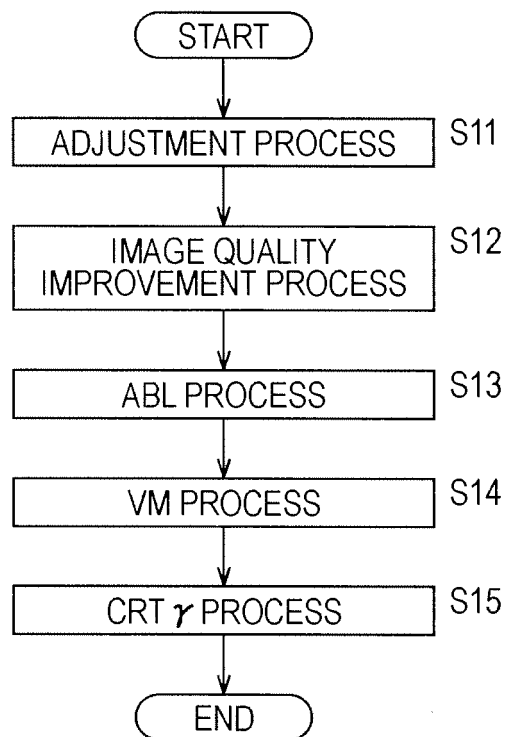 START
ADJUSTMENT PROCESS S11
IMAGE QUALITY
IMPROVEMENT PROCESS
S12
ABL PROCESS S13
VM PROCESS S14
CRT γ PROCESS S15
END